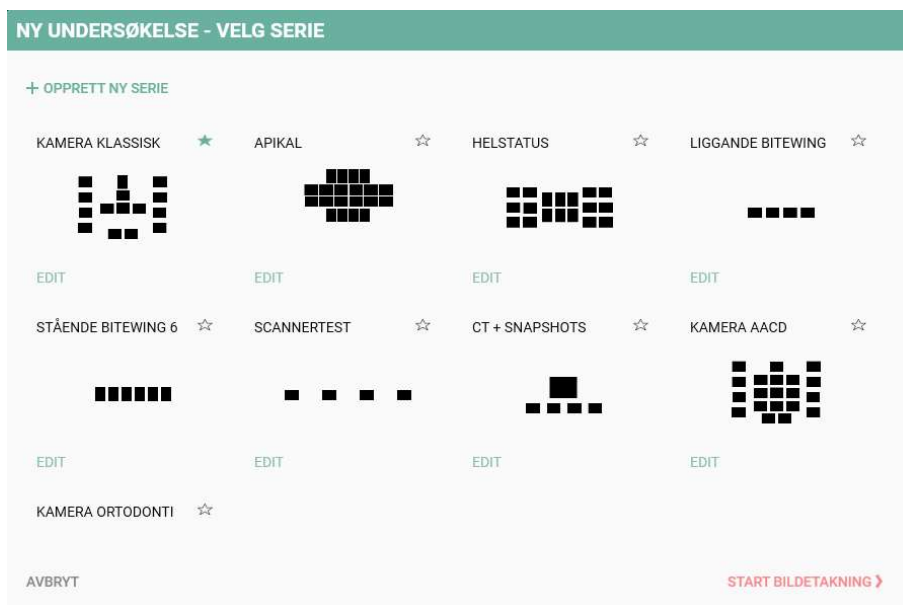 NY UNDERSØKELSE - VELG SERIE
+ OPPRETT NY SERIE
KAMERA KLASSISK
APIKAL
HELSTATUS
LIGGANDE BITEWING
EDIT
EDIT
EDIT
EDIT
STÅENDE BITEWING 6
SCANNERTEST
CT + SNAPSHOTS
KAMERA AACD
EDIT
EDIT
EDIT
EDIT
KAMERA ORTODONTI
AVBRYT
START BILDETAKNING ❯